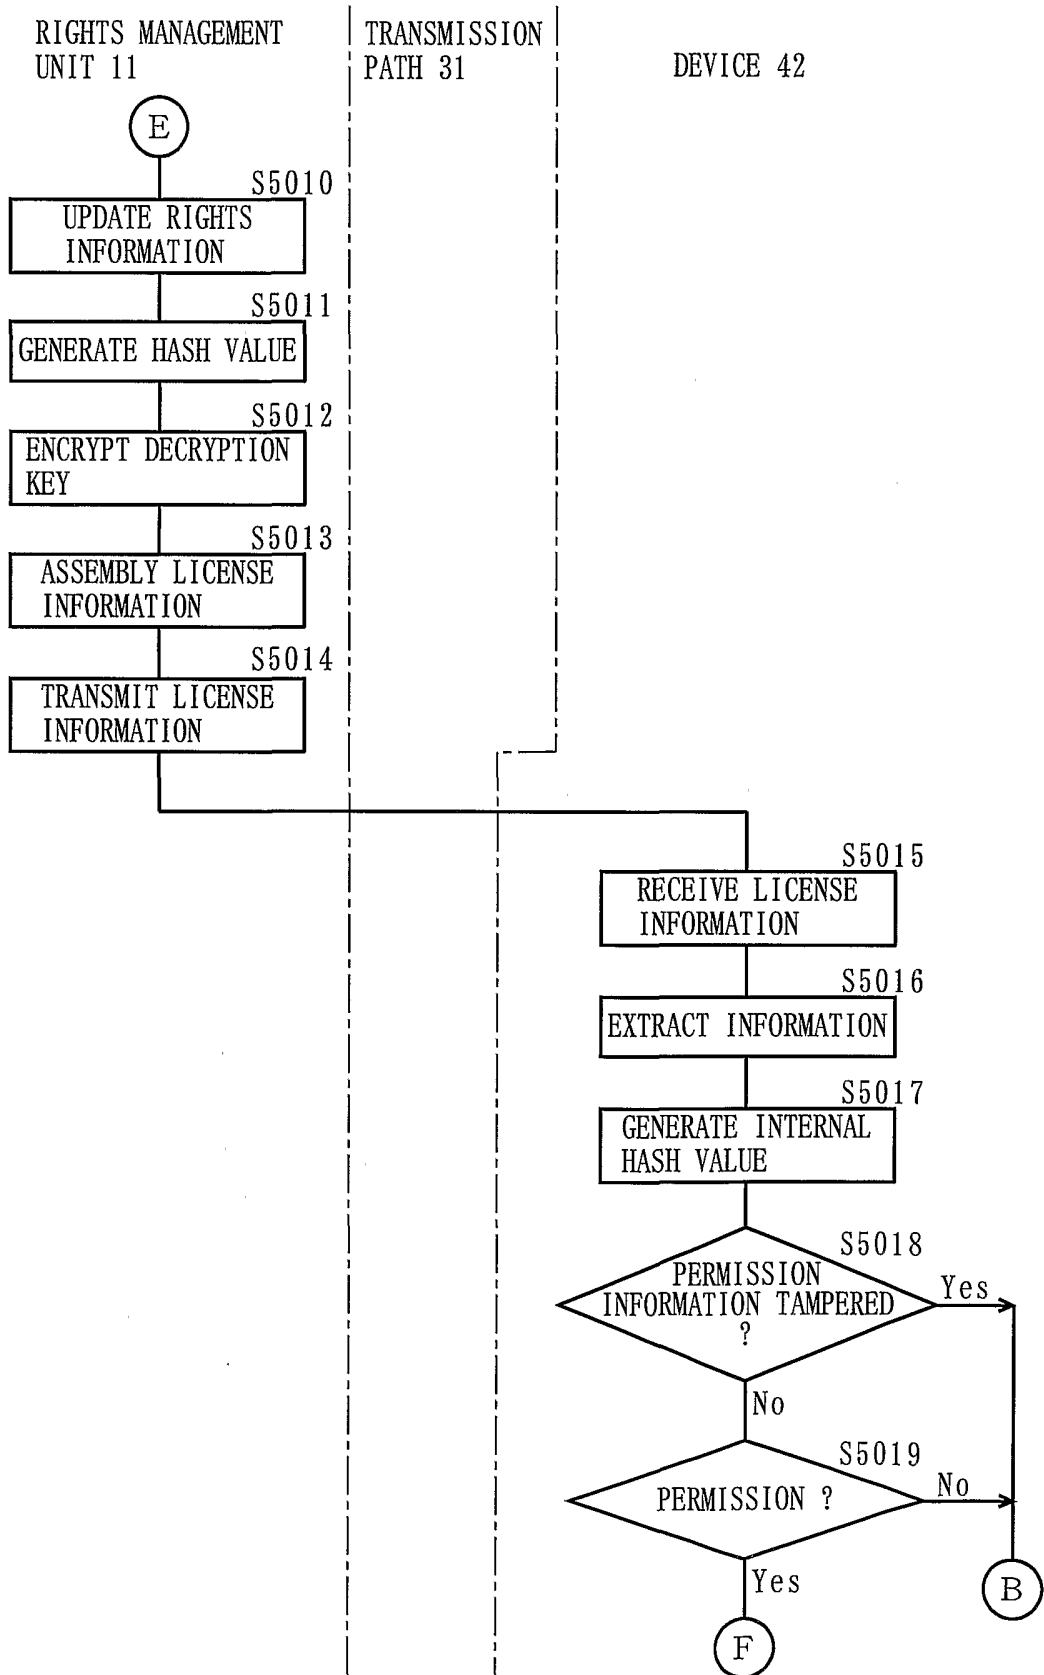 RIGHTS MANAGEMENT
UNIT 11
TRANSMISSION
PATH 31
DEVICE 42
E
S5010
UPDATE RIGHTS
INFORMATION
S5011
GENERATE HASH VALUE
S5012
ENCRYPT DECRYPTION
KEY
S5013
ASSEMBLY LICENSE
INFORMATION
S5014
TRANSMIT LICENSE
INFORMATION
S5015
RECEIVE LICENSE
INFORMATION
S5016
EXTRACT INFORMATION
S5017
GENERATE INTERNAL
HASH VALUE
S5018
PERMISSION
INFORMATION TAMPERED
?
Yes
No
S5019
PERMISSION ?
No
Yes
B
F